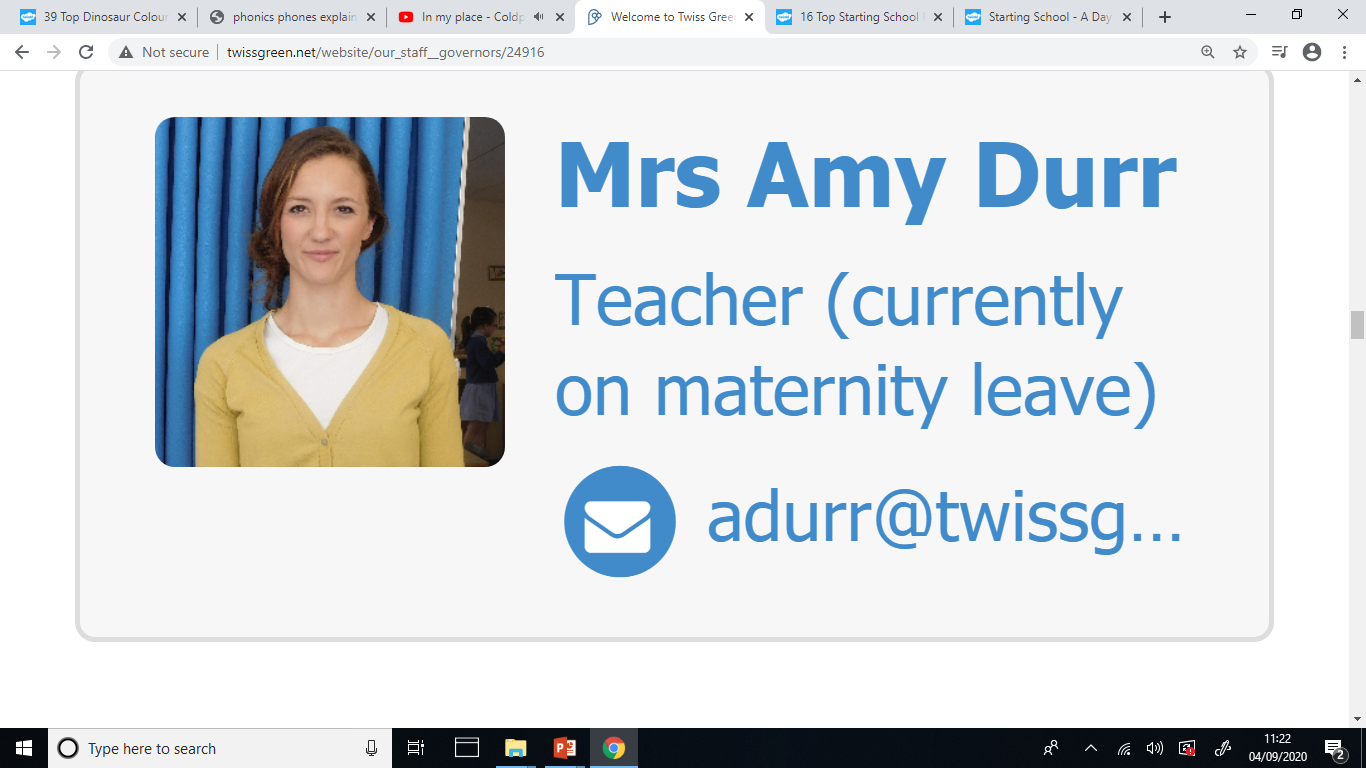 39 Top Dinosaur Colour
phonics phones explain
In my place - Coldp
Welcome to Twiss Gree
16 Top Starting School
Starting School - A Day
Not secure
twissgreen.net/website/our_staff__governors/24916
Mrs Amy Durr
Teacher (currently
on maternity leave)
adurr@twissg...
Type here to search
11:22
04/09/2020
2